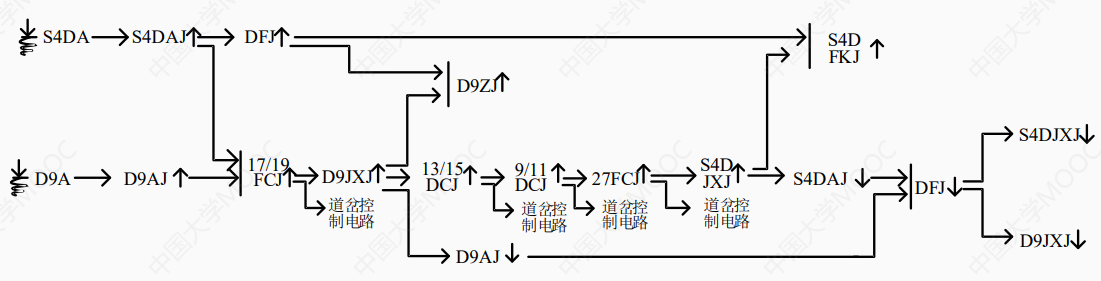 S4DA S4DAJ DFJ S4D
FKJ
D9ZJ
S4DJXJ
17/19
FCJ
D9JXJ
13/15
DCJ
9/11
DCJ
27FCJ
S4D
JXJ
D9A D9AJ S4DAJ DFJ
道岔控
制电路
道岔控
制电路
道岔控
制电路
道岔控
制电路
D9JXJ
D9AJ
中国大学MOOC